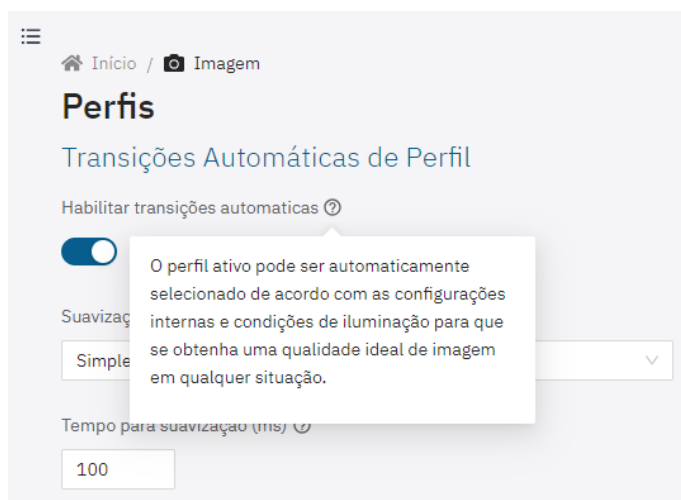 Início / Imagem
Perfis
Transições Automáticas de Perfil
Habilitar transições automaticas
O perfil ativo pode ser automaticamente
selecionado de acordo com as configurações
internas e condições de iluminação para que
se obtenha uma qualidade ideal de imagem
em qualquer situação.
Suavizaç
Simple
Tempo para suavização (ms)
100